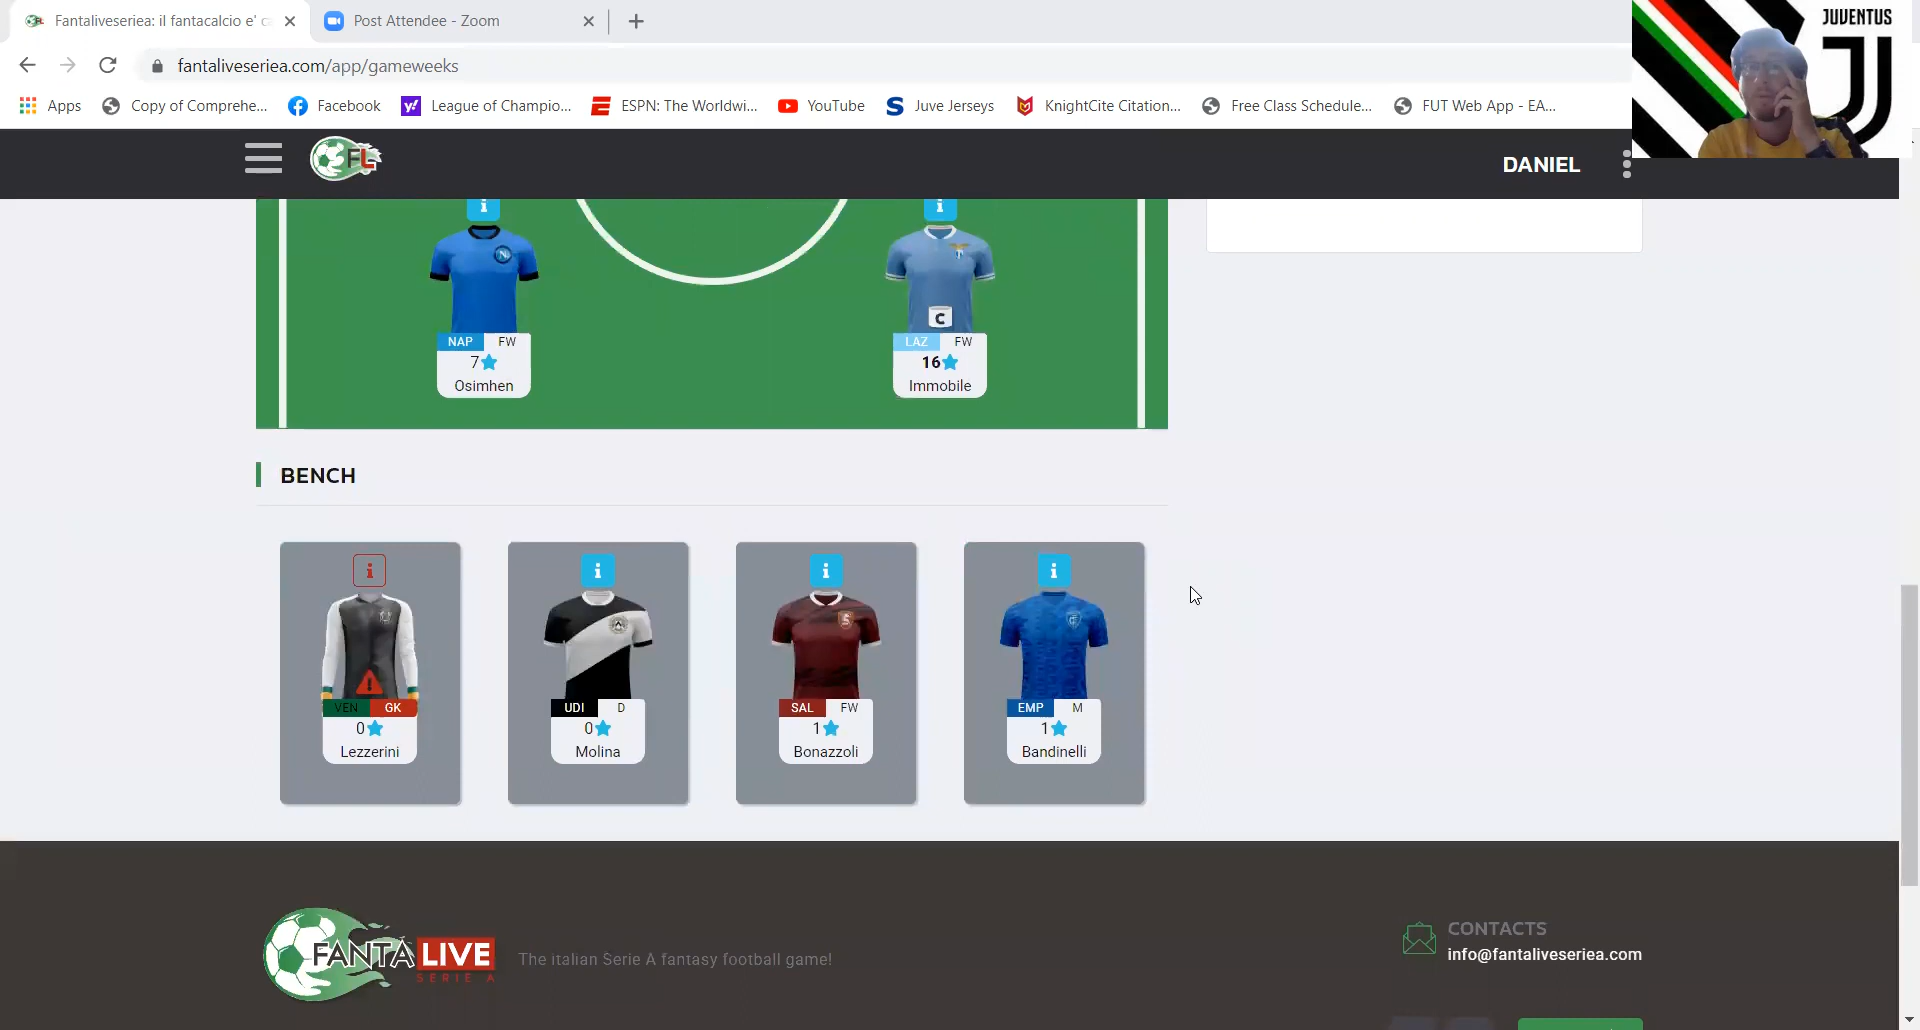 Fantaliveseriea: il fantacalcio e' c
Post Attendee - Zoom
fantaliveseriea.com/app/gameweeks
Apps
Copy of Comprehe...
Facebook
League of Champio...
ESPN: The Worldwi...
YouTube
Juve Jerseys
KnightCite Citation...
Free Class Schedule...
FUT Web App - EA...
JUVENTUS
FL
DANIEL
NAP FW
7
Osimhen
C
LAZ FW
16
Immobile
BENCH
VEN GK
0
Lezzerini
UDI D
0
Molina
SAL FW
1
Bonazzoli
EMP M
1
Bandinelli
FANTA LIVE
SERIE A
The italian Serie A fantasy football game!
CONTACTS
info@fantaliveseriea.com